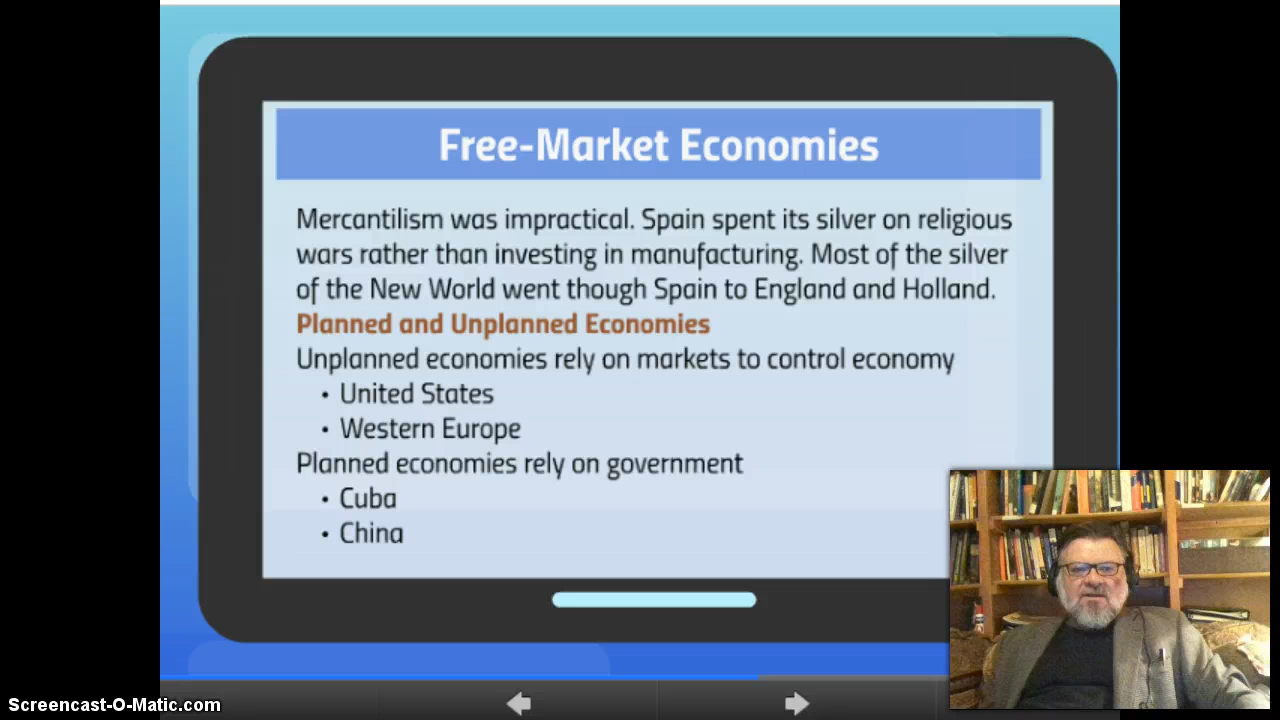 Free-Market Economies
Mercantilism was impractical. Spain spent its silver on religious
wars rather than investing in manufacturing. Most of the silver
of the New World went though Spain to England and Holland.
Planned and Unplanned Economies
Unplanned economies rely on markets to control economy
• United States
• Western Europe
Planned economies rely on government
• Cuba
• China
Screencast-O-Matic.com